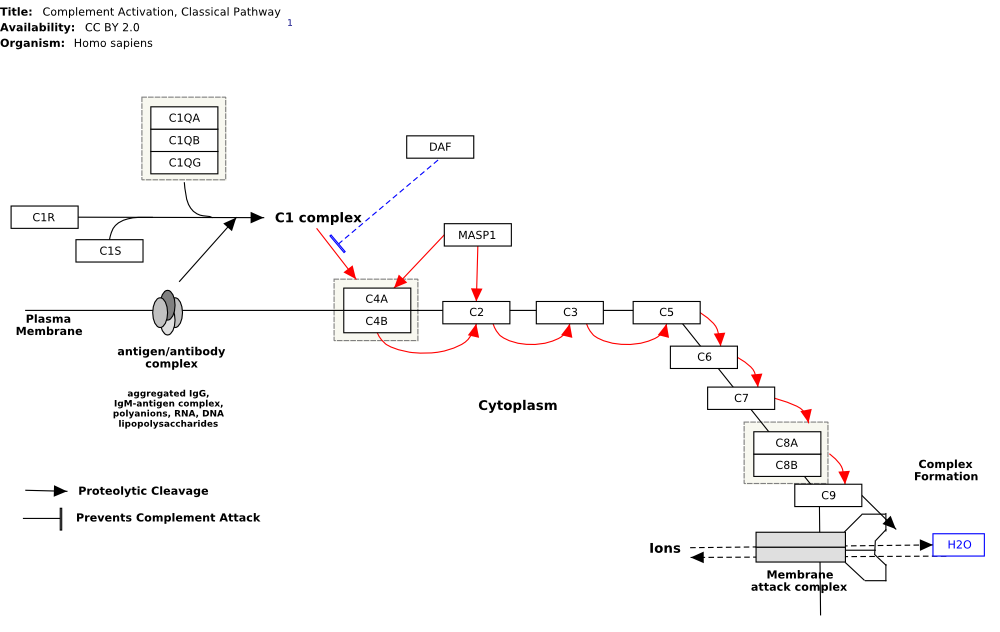 Title: Complement Activation, Classical Pathway
1
Availability: CC BY 2.0
Organism: Homo sapiens
C1QA
C1QB
C1QG
DAF
C1R
C1 complex
C1S
MASP1
C4A
C4B
C2
C3
C5
Plasma
Membrane
antigen/antibody
complex
C6
aggregated IgG,
IgM-antigen complex,
polyanions, RNA, DNA
lipopolysaccharides
C7
Cytoplasm
C8A
C8B
Complex
Formation
C9
Proteolytic Cleavage
Prevents Complement Attack
Ions
H2O
Membrane
attack complex